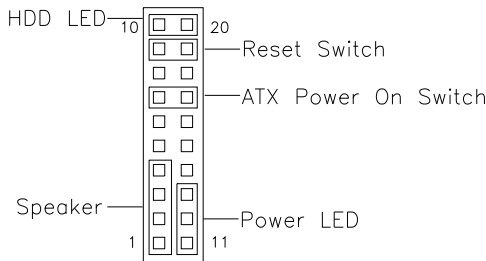 HDD LED
10 20
Reset Switch
ATX Power On Switch
Speaker
Power LED
1 11